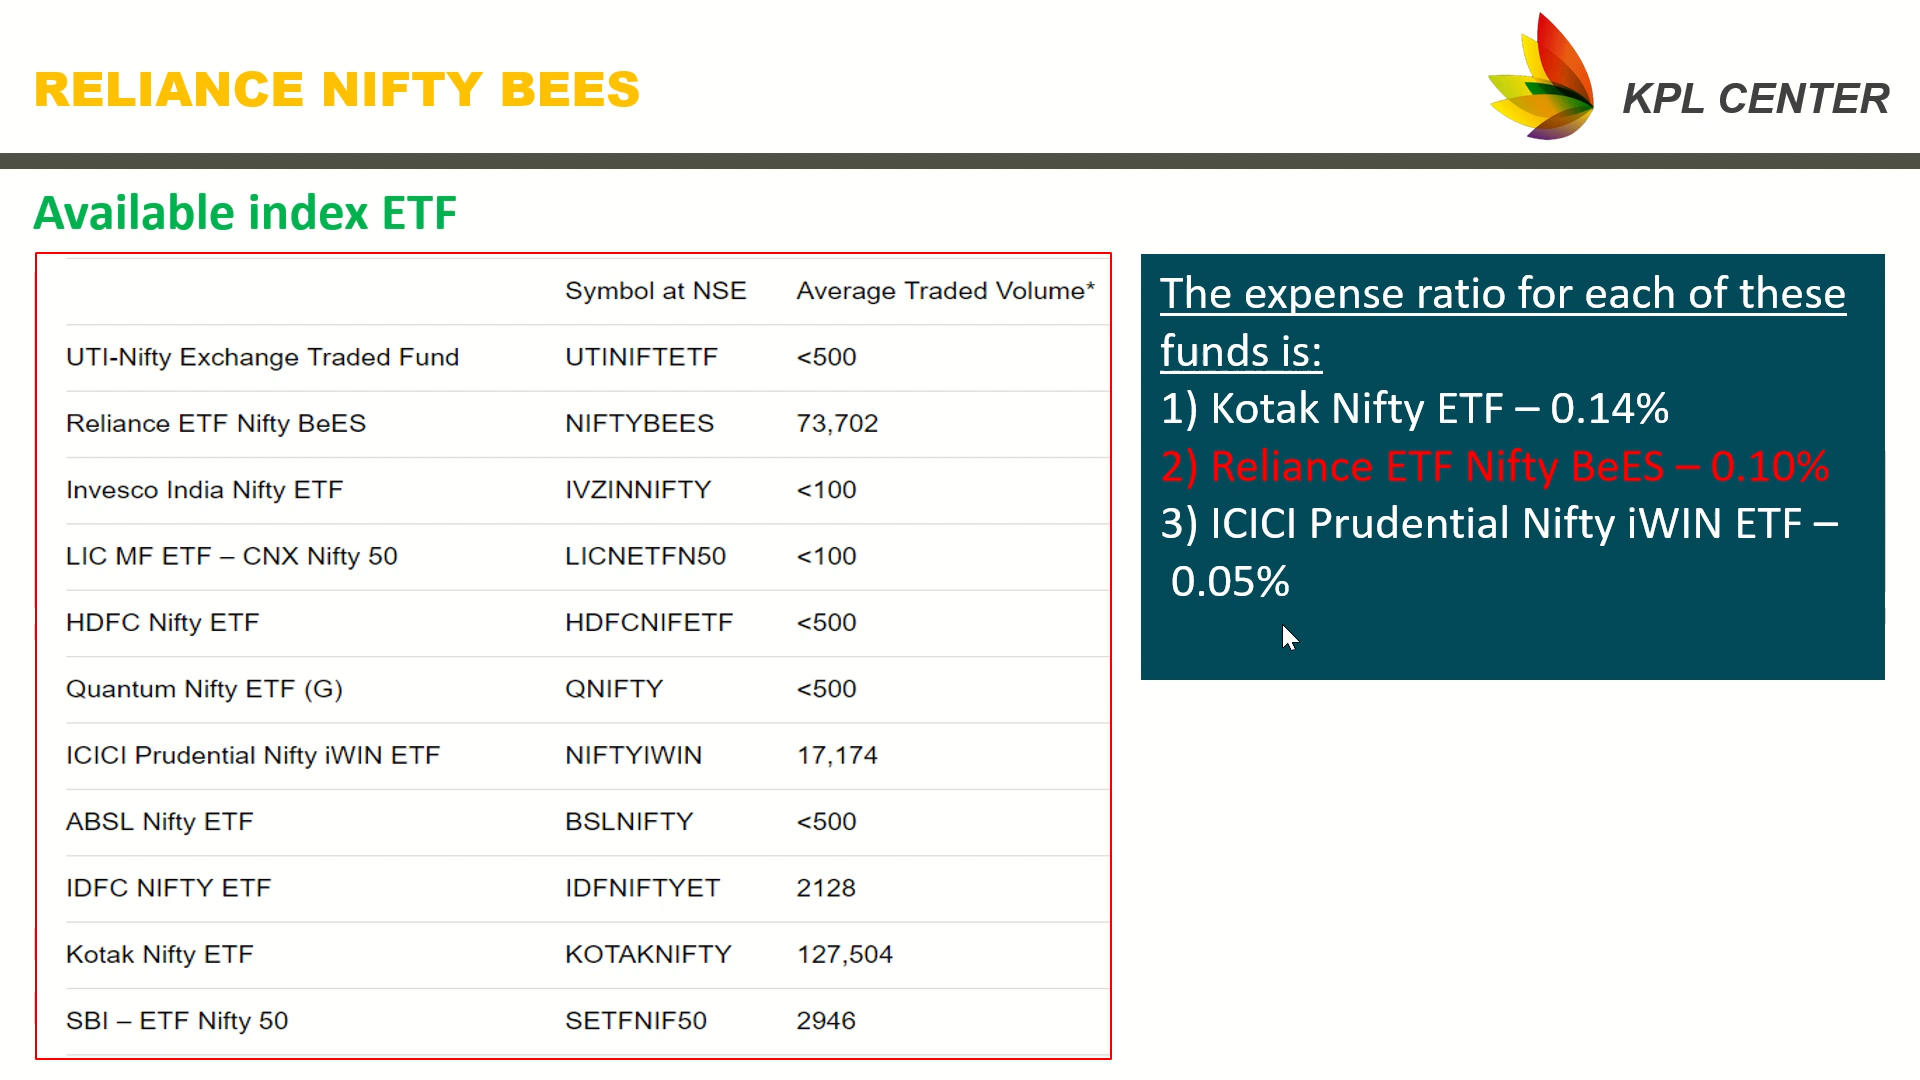 RELIANCE NIFTY BEES
KPL CENTER
Available index ETF
Symbol at NSE Average Traded Volume*
UTI-Nifty Exchange Traded Fund UTINIFTETF <500
Reliance ETF Nifty BeES NIFTYBEES 73,702
Invesco India Nifty ETF IVZINNIFTY <100
LIC MF ETF – CNX Nifty 50 LICNETFN50 <100
HDFC Nifty ETF HDFCNIFETF <500
Quantum Nifty ETF (G) QNIFTY <500
ICICI Prudential Nifty iWIN ETF NIFTYIWIN 17,174
ABSL Nifty ETF BSLNIFTY <500
IDFC NIFTY ETF IDFNIFTYET 2128
Kotak Nifty ETF KOTAKNIFTY 127,504
SBI – ETF Nifty 50 SETFNIF50 2946
The expense ratio for each of these
funds is:
1) Kotak Nifty ETF – 0.14%
2) Reliance ETF Nifty BeES – 0.10%
3) ICICI Prudential Nifty iWIN ETF –
0.05%